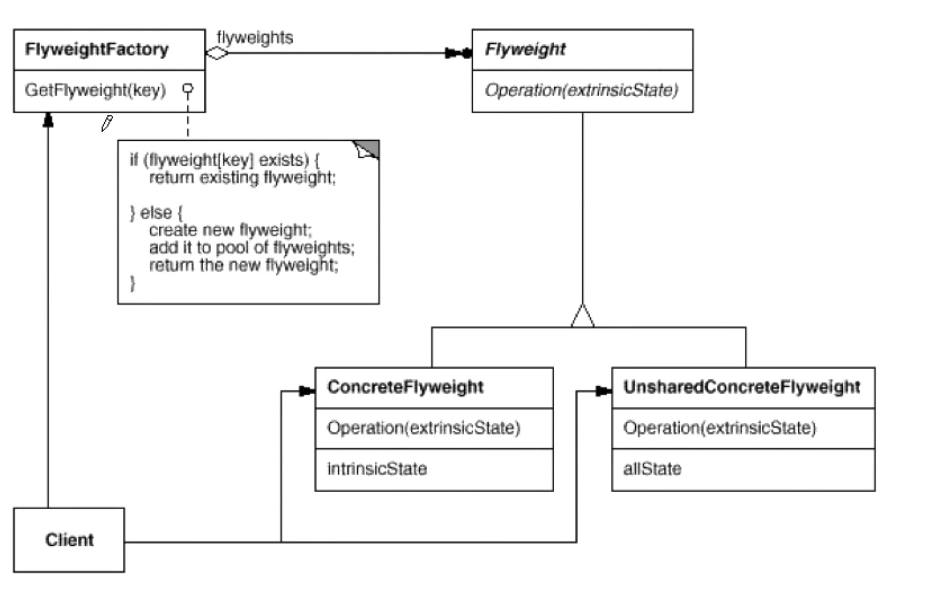 FlyweightFactory
flyweights
Flyweight
GetFlyweight(key)
Operation(extrinsicState)
if (flyweight[key] exists) {
return existing flyweight;
} else {
create new flyweight;
add it to pool of flyweights;
return the new flyweight;
}
ConcreteFlyweight
Operation(extrinsicState)
intrinsicState
UnsharedConcreteFlyweight
Operation(extrinsicState)
allState
Client